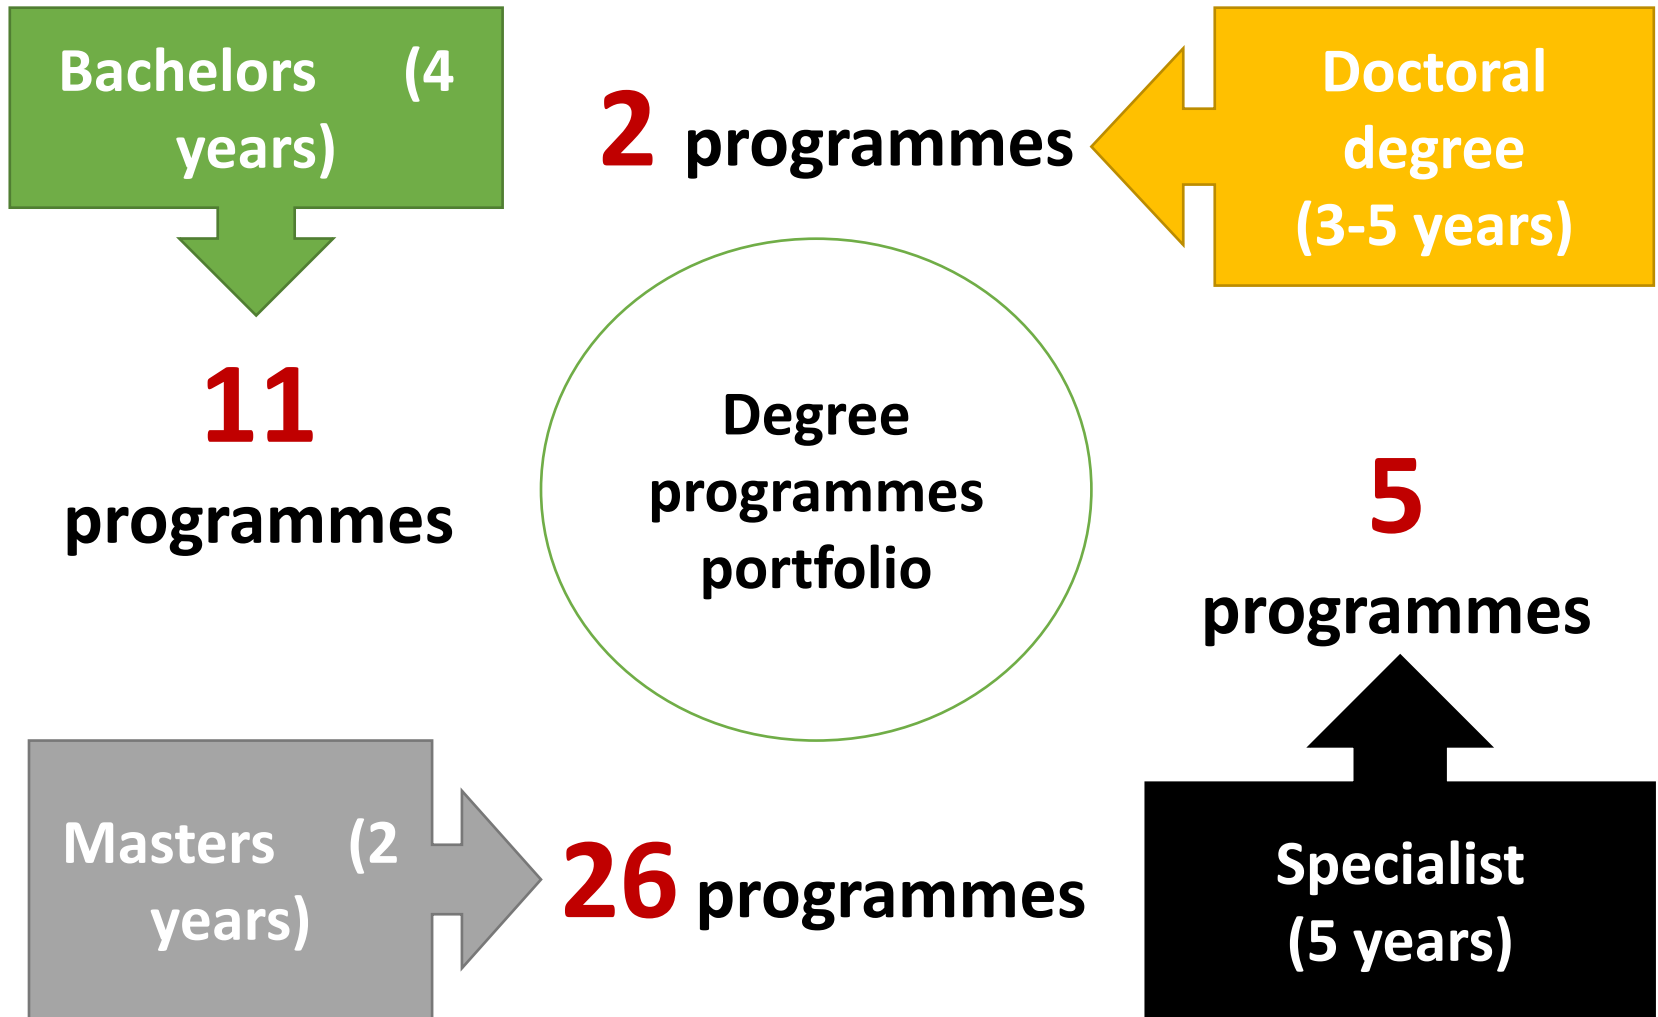 Bachelors (4
years)
2 programmes
Doctoral
degree
(3-5 years)
11
programmes
Degree
programmes
portfolio
5
programmes
Masters (2
years)
26 programmes
Specialist
(5 years)